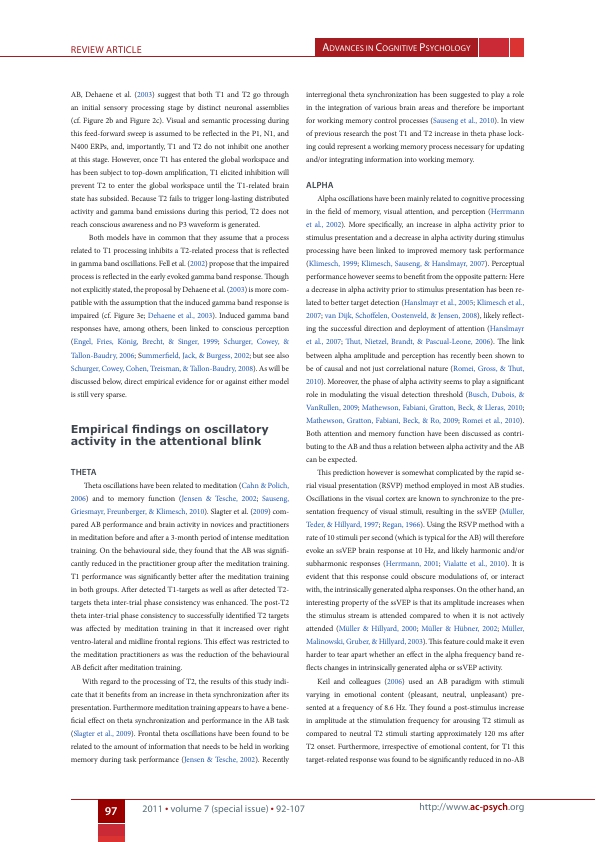 REVIEW ARTICLE
ADVANCES IN COGNITIVE PSYCHOLOGY
AB, Dehaene et al. (2003) suggest that both T1 and T2 go through
an initial sensory processing stage by distinct neuronal assemblies
(cf. Figure 2b and Figure 2c). Visual and semantic processing during
this feed-forward sweep is assumed to be reflected in the P1, N1, and
N400 ERPs, and, importantly, T1 and T2 do not inhibit one another
at this stage. However, once T1 has entered the global workspace and
has been subject to top-down amplification, T1 elicited inhibition will
prevent T2 to enter the global workspace until the T1-related brain
state has subsided. Because T2 fails to trigger long-lasting distributed
activity and gamma band emissions during this period, T2 does not
reach conscious awareness and no P3 waveform is generated.
Both models have in common that they assume that a process
related to T1 processing inhibits a T2-related process that is reflected
in gamma band oscillations. Fell et al. (2002) propose that the impaired
process is reflected in the early evoked gamma band response. Though
not explicitly stated, the proposal by Dehaene et al. (2003) is more com-
patible with the assumption that the induced gamma band response is
impaired (cf. Figure 3e; Dehaene et al., 2003). Induced gamma band
responses have, among others, been linked to conscious perception
(Engel, Fries, König, Brecht, & Singer, 1999; Schurger, Cowey, &
Tallon-Baudry, 2006; Summerfield, Jack, & Burgess, 2002; but see also
Schurger, Cowey, Cohen, Treisman, & Tallon-Baudry, 2008). As will be
discussed below, direct empirical evidence for or against either model
is still very sparse.
Empirical findings on oscillatory
activity in the attentional blink
THETA
Theta oscillations have been related to meditation (Cahn & Polich,
2006) and to memory function (Jensen & Tesche, 2002; Sauseng,
Griesmayr, Freunberger, & Klimesch, 2010). Slagter et al. (2009) com-
pared AB performance and brain activity in novices and practitioners
in meditation before and after a 3-month period of intense meditation
training. On the behavioural side, they found that the AB was signifi-
cantly reduced in the practitioner group after the meditation training.
T1 performance was significantly better after the meditation training
in both groups. After detected T1-targets as well as after detected T2-
targets theta inter-trial phase consistency was enhanced. The post-T2
theta inter-trial phase consistency to successfully identified T2 targets
was affected by meditation training in that it increased over right
ventro-lateral and midline frontal regions. This effect was restricted to
the meditation practitioners as was the reduction of the behavioural
AB deficit after meditation training.
With regard to the processing of T2, the results of this study indi-
cate that it benefits from an increase in theta synchronization after its
presentation. Furthermore meditation training appears to have a bene-
ficial effect on theta synchronization and performance in the AB task
(Slagter et al., 2009). Frontal theta oscillations have been found to be
related to the amount of information that needs to be held in working
memory during task performance (Jensen & Tesche, 2002). Recently
interregional theta synchronization has been suggested to play a role
in the integration of various brain areas and therefore be important
for working memory control processes (Sauseng et al., 2010). In view
of previous research the post T1 and T2 increase in theta phase lock-
ing could represent a working memory process necessary for updating
and/or integrating information into working memory.
ALPHA
Alpha oscillations have been mainly related to cognitive processing
in the field of memory, visual attention, and perception (Herrmann
et al., 2002). More specifically, an increase in alpha activity prior to
stimulus presentation and a decrease in alpha activity during stimulus
processing have been linked to improved memory task performance
(Klimesch, 1999; Klimesch, Sauseng, & Hanslmayr, 2007). Perceptual
performance however seems to benefit from the opposite pattern: Here
a decrease in alpha activity prior to stimulus presentation has been re-
lated to better target detection (Hanslmayr et al., 2005; Klimesch et al.,
2007; van Dijk, Schoffelen, Oostenveld, & Jensen, 2008), likely reflect-
ing the successful direction and deployment of attention (Hanslmayr
et al., 2007; Thut, Nietzel, Brandt, & Pascual-Leone, 2006). The link
between alpha amplitude and perception has recently been shown to
be of causal and not just correlational nature (Romei, Gross, & Thut,
2010). Moreover, the phase of alpha activity seems to play a significant
role in modulating the visual detection threshold (Busch, Dubois, &
VanRullen, 2009; Mathewson, Fabiani, Gratton, Beck, & Lleras, 2010;
Mathewson, Gratton, Fabiani, Beck, & Ro, 2009; Romei et al., 2010).
Both attention and memory function have been discussed as contri-
buting to the AB and thus a relation between alpha activity and the AB
can be expected.
This prediction however is somewhat complicated by the rapid se-
rial visual presentation (RSVP) method employed in most AB studies.
Oscillations in the visual cortex are known to synchronize to the pre-
sentation frequency of visual stimuli, resulting in the ssVEP (Müller,
Teder, & Hillyard, 1997; Regan, 1966). Using the RSVP method with a
rate of 10 stimuli per second (which is typical for the AB) will therefore
evoke an ssVEP brain response at 10 Hz, and likely harmonic and/or
subharmonic responses (Herrmann, 2001; Vialatte et al., 2010). It is
evident that this response could obscure modulations of, or interact
with, the intrinsically generated alpha responses. On the other hand, an
interesting property of the ssVEP is that its amplitude increases when
the stimulus stream is attended compared to when it is not actively
attended (Müller & Hillyard, 2000; Müller & Hübner, 2002; Müller,
Malinowski, Gruber, & Hillyard, 2003). This feature could make it even
harder to tear apart whether an effect in the alpha frequency band re-
flects changes in intrinsically generated alpha or ssVEP activity.
Keil and colleagues (2006) used an AB paradigm with stimuli
varying in emotional content (pleasant, neutral, unpleasant) pre-
sented at a frequency of 8.6 Hz. They found a post-stimulus increase
in amplitude at the stimulation frequency for arousing T2 stimuli as
compared to neutral T2 stimuli starting approximately 120 ms after
T2 onset. Furthermore, irrespective of emotional content, for T1 this
target-related response was found to be significantly reduced in no-AB
97
2011 • volume 7 (special issue) • 92-107
http://www.ac-psych.org